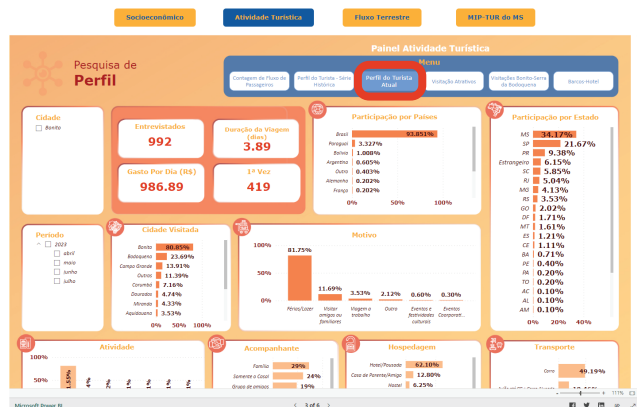 Socioeconômico
Atividade Turística
Fluxo Terrestre
MIP-TUR do MS
Pesquisa de
Perfil
Painel Atividade Turística
Menu
Contagem de Fluxo de Passageiros
Perfil do Turista - Série Histórica
Perfil do Turista Atual
Visitação Atrativos
Visitações Bonito-Serra da Bodoquena
Barcos-Hotel
Cidade
Bonito
Entrevistados
992
Duração da Viagem (dias)
3.89
Gasto Por Dia (R$)
986.89
1ª Vez
419
Participação por Países
Brasil 93.851%
Paraguai 3.327%
Bolívia 1.008%
Argentina 0.605%
Outro 0.403%
Alemanha 0.202%
França 0.202%
0% 50% 100%
Participação por Estado
MS 34.17%
SP 21.67%
PR 9.38%
Estrangeiro 6.15%
SC 5.85%
RJ 5.04%
MG 4.13%
RS 3.53%
GO 2.02%
DF 1.71%
MT 1.61%
ES 1.21%
CE 1.11%
BA 0.71%
PE 0.40%
PA 0.20%
TO 0.20%
AC 0.10%
AL 0.10%
AM 0.10%
0% 20% 40%
Período
2023
abril
maio
junho
julho
Cidade Visitada
Bonito 80.85%
Bodoquena 23.69%
Campo Grande 13.91%
Outras 11.39%
Corumbá 7.16%
Dourados 4.74%
Miranda 4.33%
Aquidauana 3.53%
0% 50% 100%
Motivo
100%
50%
0%
81.75%
11.69%
3.53%
2.12%
0.60%
0.30%
Férias/Lazer
Visitar amigos ou familiares
Viagem a trabalho
Outro
Eventos e festividades culturais
Eventos Coorporati...
Atividade
100%
50%
Acompanhante
Família 29%
Somente o Casal 24%
Grupo de amigos 19%
Hospedagem
Hotel/Pousada 62.10%
Casa de Parente/Amigo 12.80%
Hostel 6.25%
Transporte
Carro 49.19%
Microsoft Power BI
3 of 6
111%